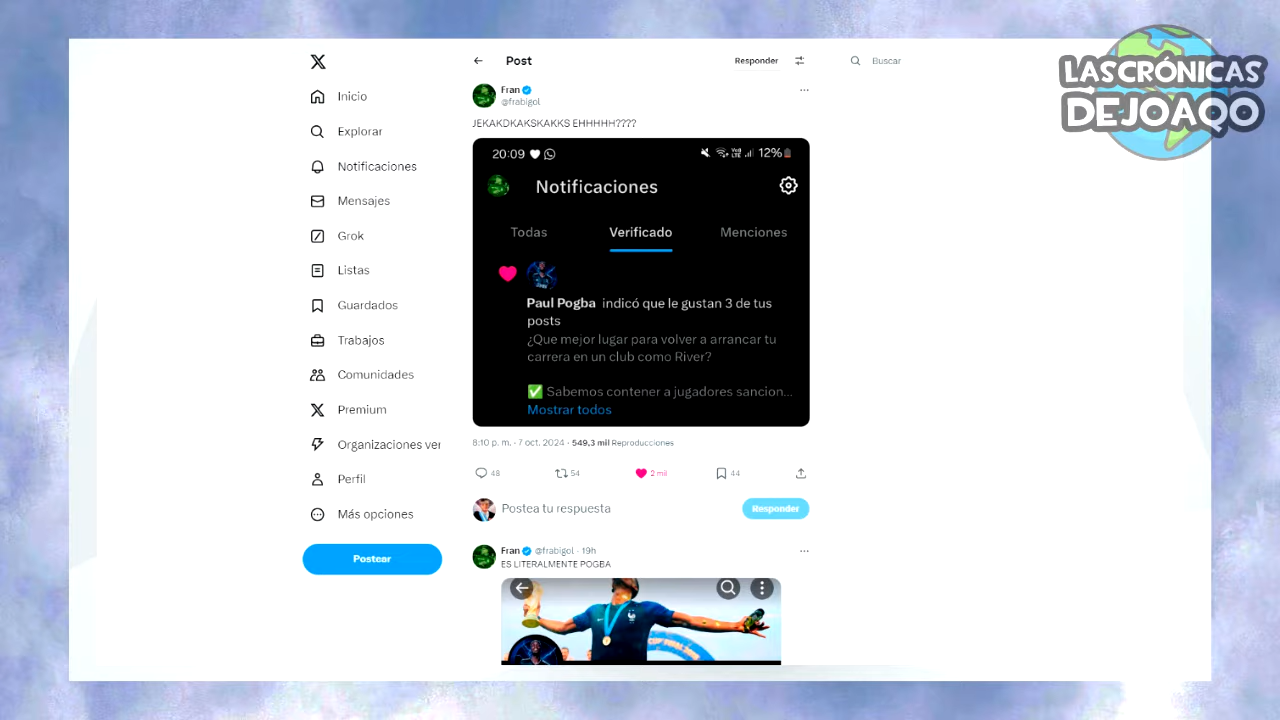 LAS CRÓNICAS
DE JOAQO
Inicio
Explorar
Notificaciones
Mensajes
Grok
Listas
Guardados
Trabajos
Comunidades
Premium
Organizaciones ver
Perfil
Más opciones
Postear
Post
Responder
Buscar
Fran
@frabigol
JEKAKDKAKSKAKKS EHHHHH????
20:09
12%
Notificaciones
Todas Verificado Menciones
Paul Pogba indicó que le gustan 3 de tus
posts
¿Que mejor lugar para volver a arrancar tu
carrera en un club como River?
✅ Sabemos contener a jugadores sancion...
Mostrar todos
8:10 p. m. · 7 oct. 2024 · 549,3 mil Reproducciones
48 54 2 mil 44
Postea tu respuesta
Responder
Fran @frabigol · 19h
ES LITERALMENTE POGBA